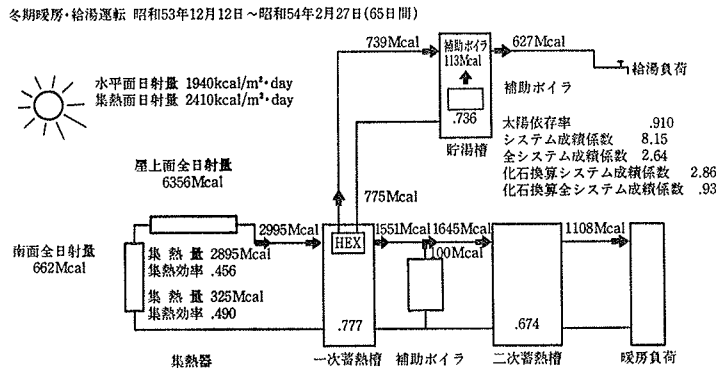 冬期暖房・給湯運転 昭和53年12月12日～昭和54年2月27日(65日間)
水平面日射量 1940kcal/m²・day
集熱面日射量 2410kcal/m²・day
739Mcal
補助ボイラ
113Mcal
.736
貯湯槽
627Mcal
給湯負荷
補助ボイラ
太陽依存率 .910
システム成績係数 8.15
全システム成績係数 2.64
化石換算システム成績係数 2.86
化石換算全システム成績係数 .93
屋上面全日射量
6356Mcal
775Mcal
南面全日射量
662Mcal
集熱量 2895Mcal
集熱効率 .456
集熱量 325Mcal
集熱効率 .490
2995Mcal
HEX
1551Mcal
1645Mcal
100Mcal
1108Mcal
.777
.674
集熱器
一次蓄熱槽
補助ボイラ
二次蓄熱槽
暖房負荷